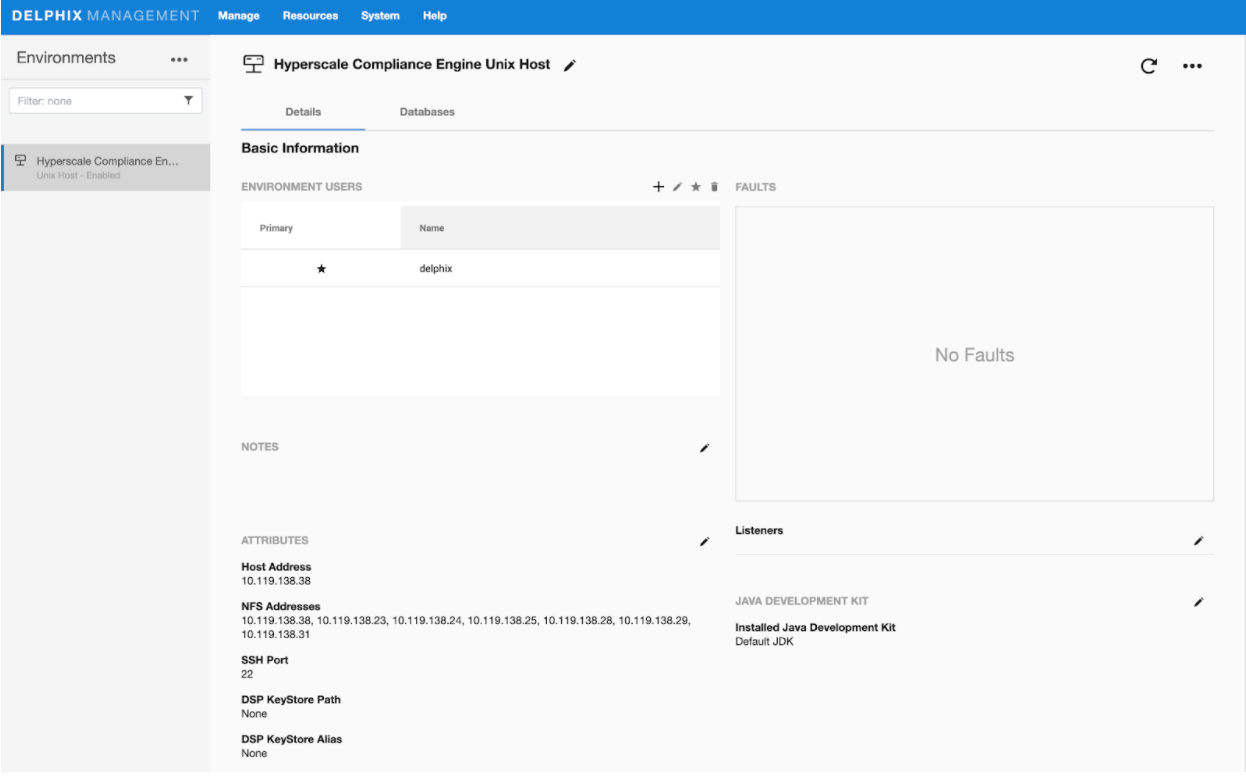 DELPHIX MANAGEMENT Manage Resources System Help
Environments
Filter: none
Hyperscale Compliance En...
Unix Host - Enabled
Hyperscale Compliance Engine Unix Host
Details Databases
Basic Information
ENVIRONMENT USERS
Primary Name
delphix
NOTES
ATTRIBUTES
Host Address
10.119.138.38
NFS Addresses
10.119.138.38, 10.119.138.23, 10.119.138.24, 10.119.138.25, 10.119.138.28, 10.119.138.29,
10.119.138.31
SSH Port
22
DSP KeyStore Path
None
DSP KeyStore Alias
None
FAULTS
No Faults
Listeners
JAVA DEVELOPMENT KIT
Installed Java Development Kit
Default JDK